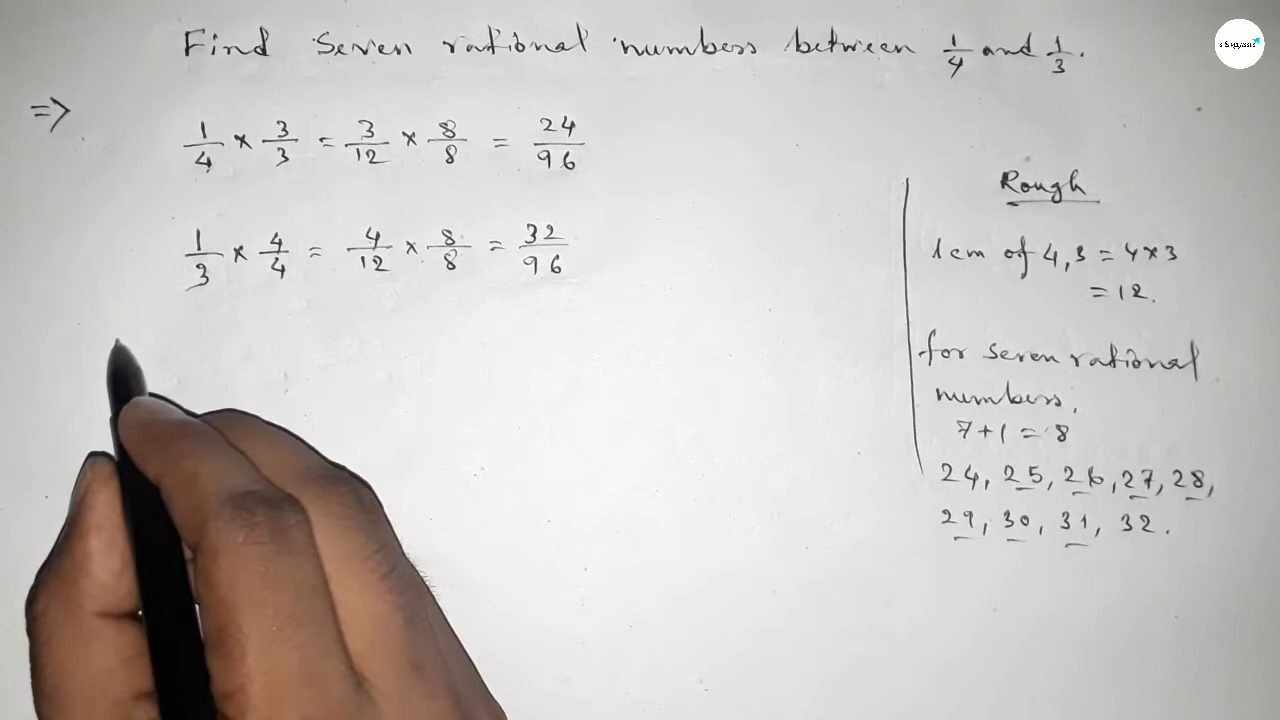 Find seven rational numbers between 1/4 and 1/3.
=>
1/4 × 3/3 = 3/12 × 8/8 = 24/96
1/3 × 4/4 = 4/12 × 8/8 = 32/96
Rough
lcm of 4,3 = 4×3
= 12.
for seven rational
numbers,
7+1 = 8
24, 25, 26, 27, 28,
29, 30, 31, 32.